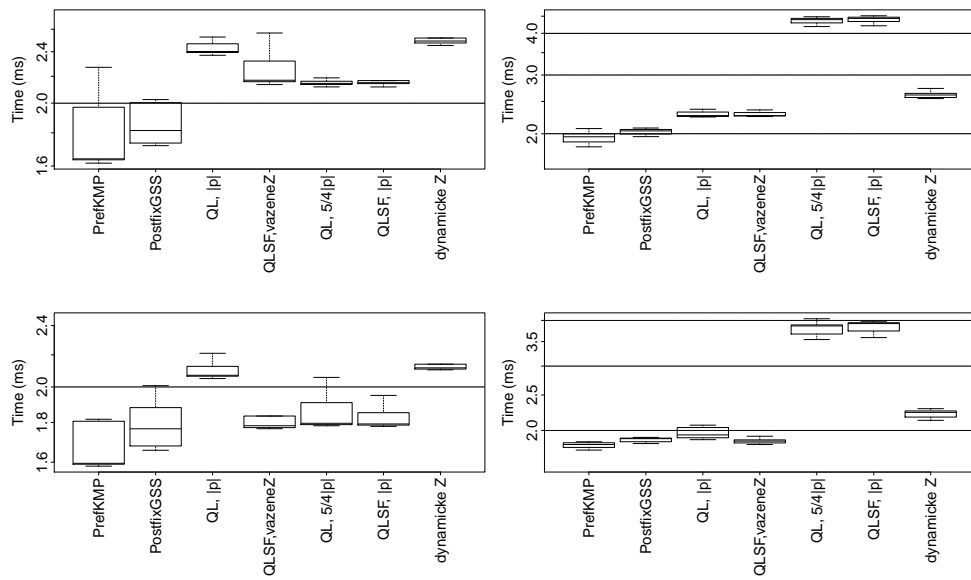 Time (ms)
1.6
2.0
2.4
PrefKMP
PostfixGSS
QL, |p|
QLSF,vazeneZ
QL, 5/4|p|
QLSF, |p|
dynamicke Z
Time (ms)
2.0
3.0
4.0
PrefKMP
PostfixGSS
QL, |p|
QLSF,vazeneZ
QL, 5/4|p|
QLSF, |p|
dynamicke Z
Time (ms)
1.6
1.8
2.0
2.4
PrefKMP
PostfixGSS
QL, |p|
QLSF,vazeneZ
QL, 5/4|p|
QLSF, |p|
dynamicke Z
Time (ms)
2.0
2.5
3.5
PrefKMP
PostfixGSS
QL, |p|
QLSF,vazeneZ
QL, 5/4|p|
QLSF, |p|
dynamicke Z